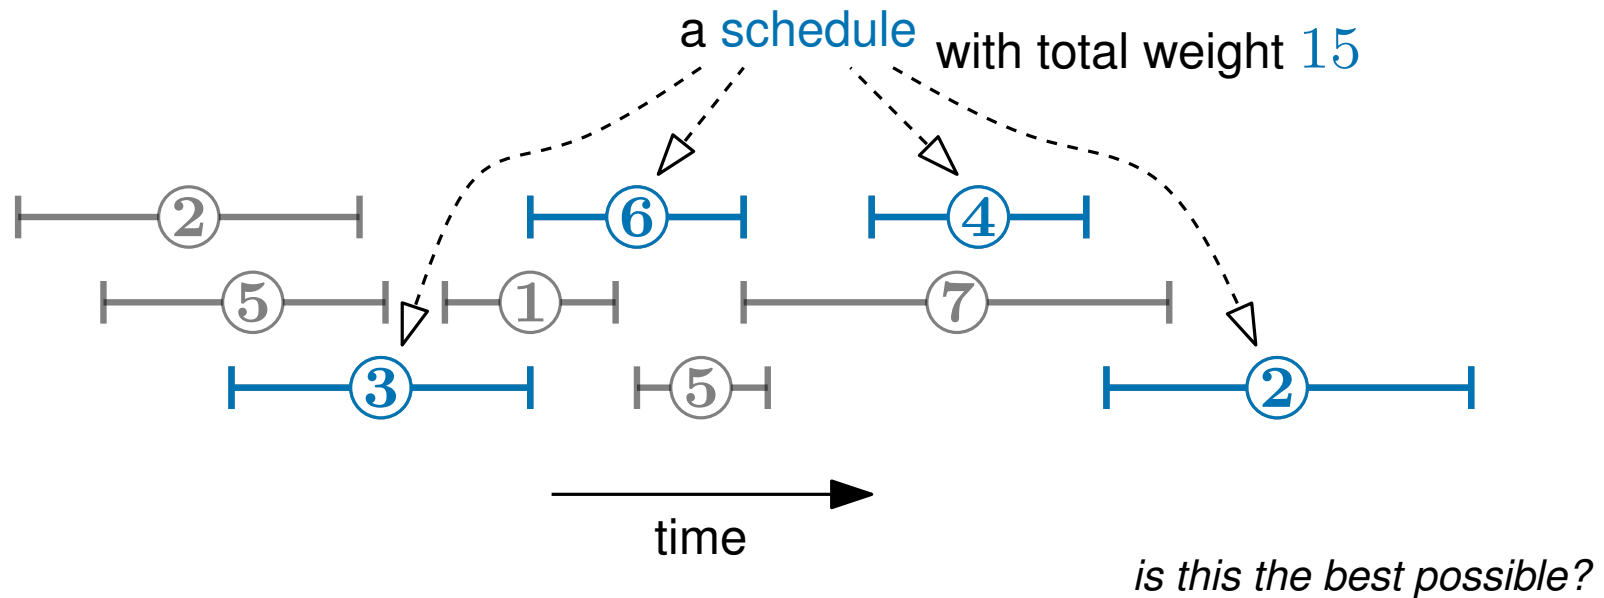 a schedule with total weight 15
2 6 4
5 1 7
3 5 2
time
is this the best possible?